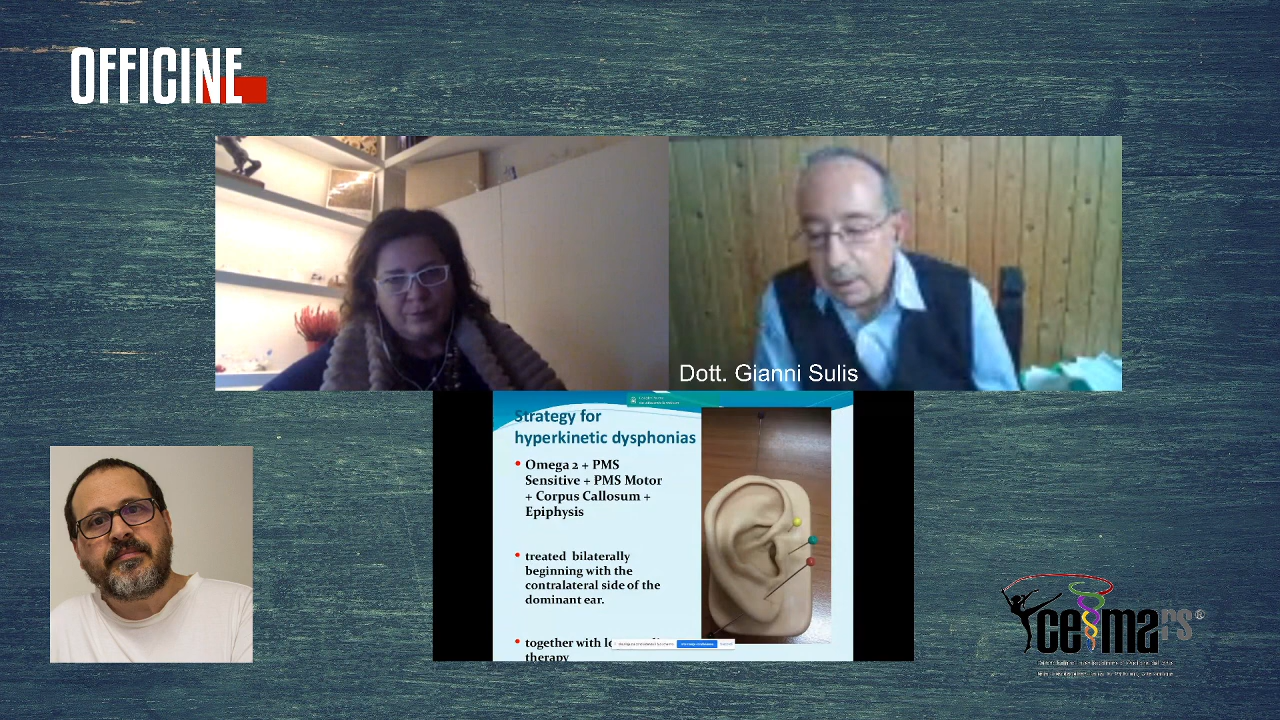 OFFICINE
Dott. Gianni Sulis
Strategy for
hyperkinetic dysphonias
• Omega 2 + PMS
Sensitive + PMS Motor
+ Corpus Callosum +
Epiphysis
• treated bilaterally
beginning with the
contralateral side of the
dominant ear.
• together with
therapy
ceimars®